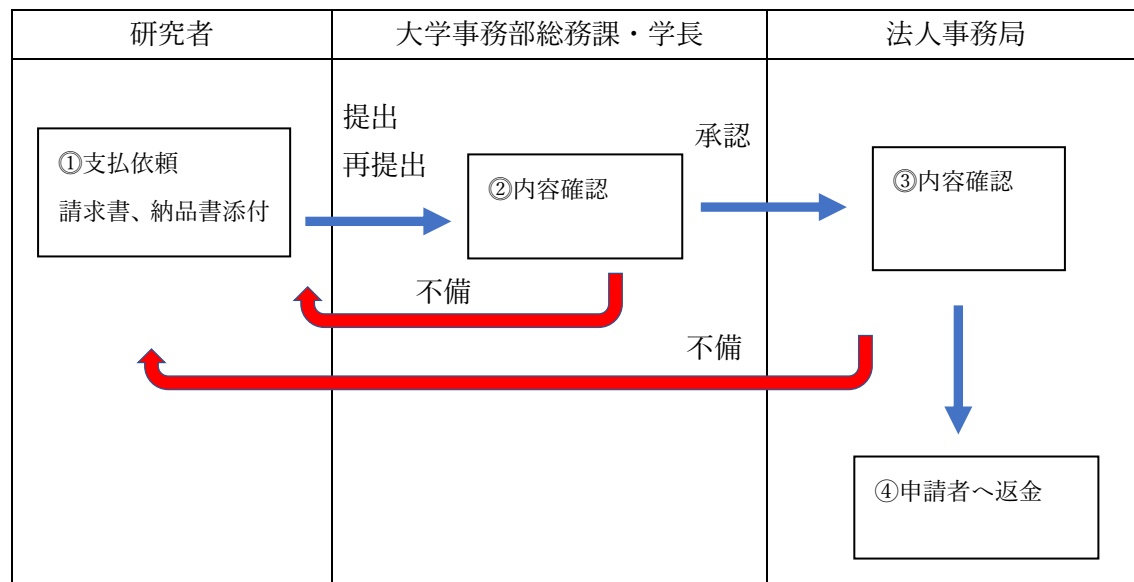 研究者
大学事務部総務課・学長
法人事務局
①支払依頼
請求書、納品書添付
提出
再提出
②内容確認
承認
③内容確認
不備
不備
④申請者へ返金